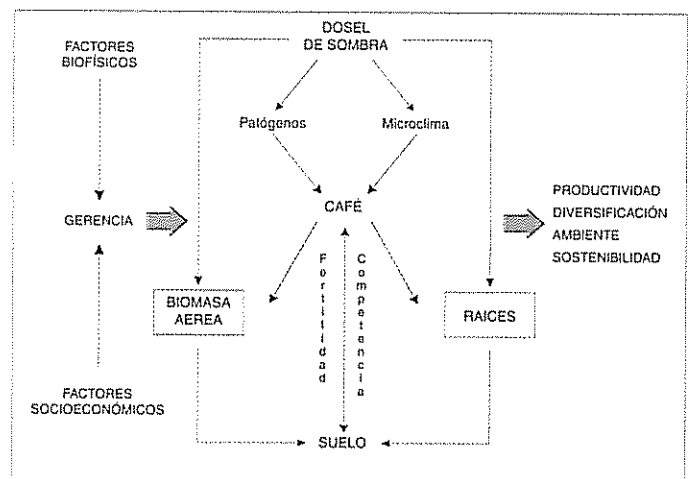 DOSEL
DE SOMBRA
FACTORES
BIOFÍSICOS
Patógenos
Microclima
CAFÉ
GERENCIA
PRODUCTIVIDAD
DIVERSIFICACIÓN
AMBIENTE
SOSTENIBILIDAD
Fertilidad
Competencia
BIOMASA
AEREA
RAICES
FACTORES
SOCIOECONÓMICOS
SUELO